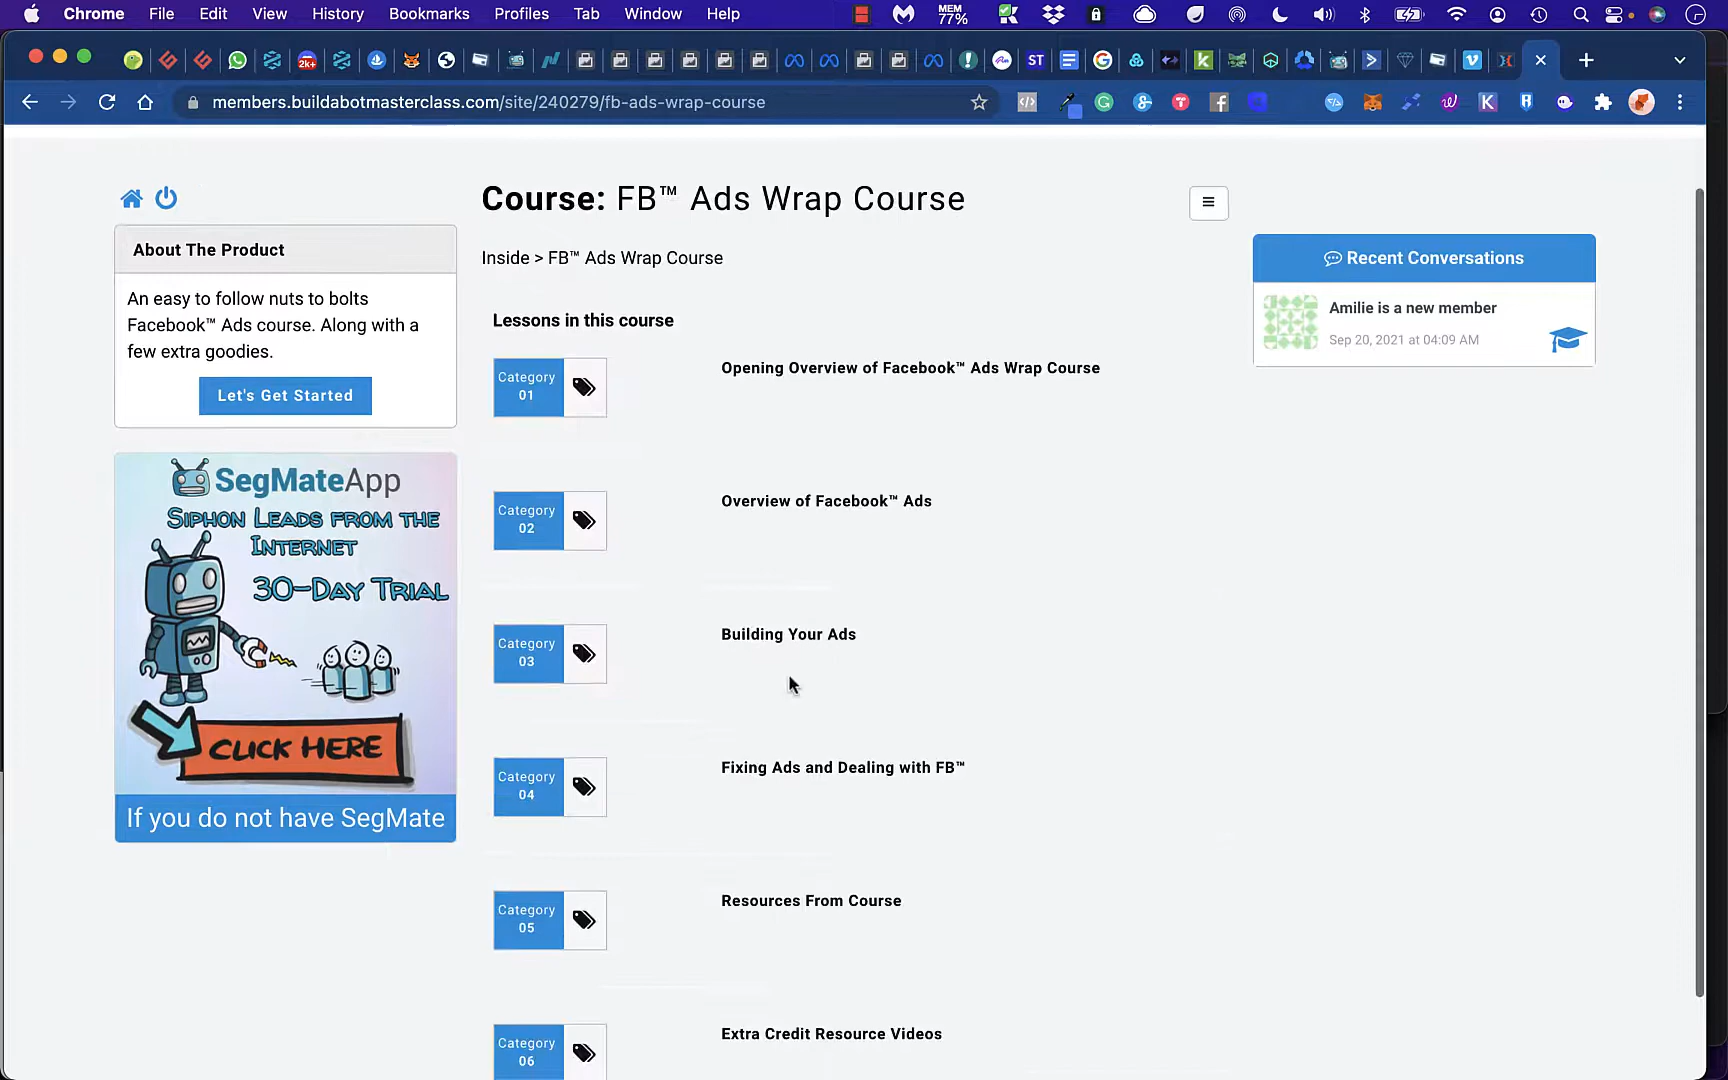 Chrome File Edit View History Bookmarks Profiles Tab Window Help MEM 77%
2k+ ST
members.buildabotmasterclass.com/site/240279/fb-ads-wrap-course
Course: FB™ Ads Wrap Course
About The Product
An easy to follow nuts to bolts
Facebook™ Ads course. Along with a
few extra goodies.
Let's Get Started
SegMateApp
SIPHON LEADS FROM THE
INTERNET
30-DAY TRIAL
CLICK HERE
If you do not have SegMate
Inside > FB™ Ads Wrap Course
Lessons in this course
Category 01
Opening Overview of Facebook™ Ads Wrap Course
Category 02
Overview of Facebook™ Ads
Category 03
Building Your Ads
Category 04
Fixing Ads and Dealing with FB™
Category 05
Resources From Course
Category 06
Extra Credit Resource Videos
Recent Conversations
Amilie is a new member
Sep 20, 2021 at 04:09 AM